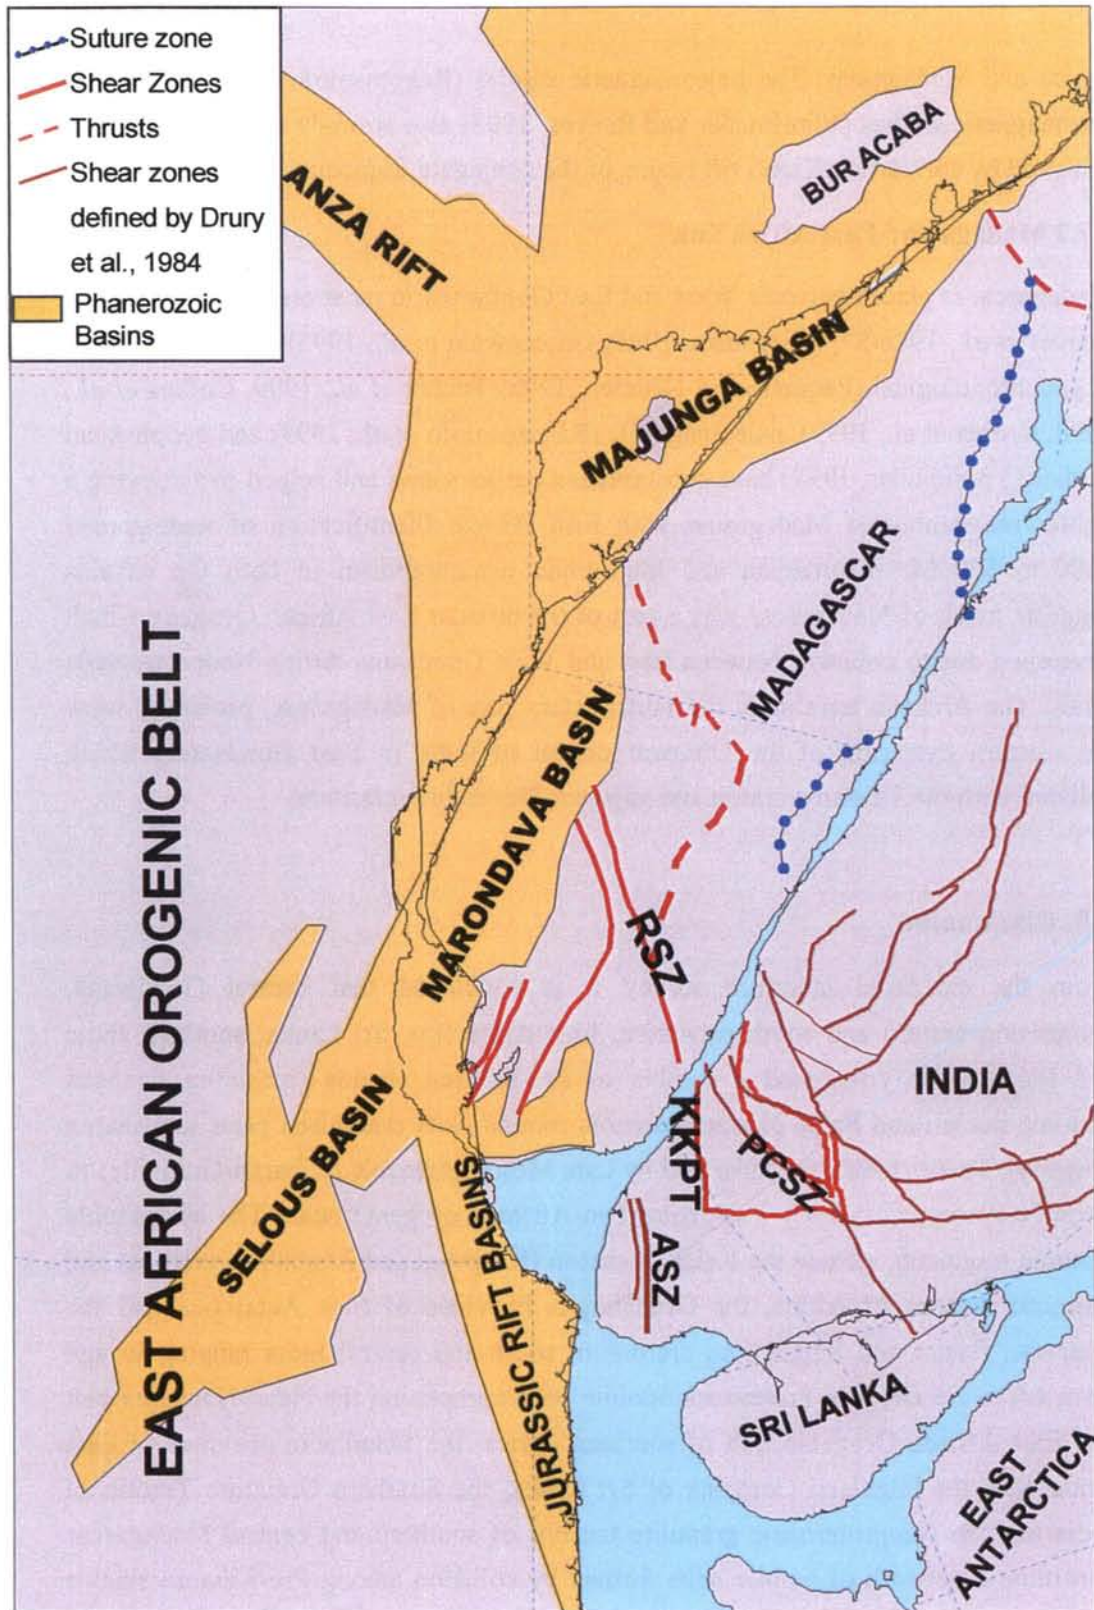 Suture zone
Shear Zones
Thrusts
Shear zones
defined by Drury
et al., 1984
Phanerozoic
Basins
ANZA RIFT
BUR ACABA
MAJUNGA BASIN
MADAGASCAR
EAST AFRICAN OROGENIC BELT
MARONDAVA BASIN
RSZ
INDIA
SELOUS BASIN
KKPT
PCSZ
JURASSIC RIFT BASINS
ASZ
SRI LANKA
EAST
ANTARCTICA